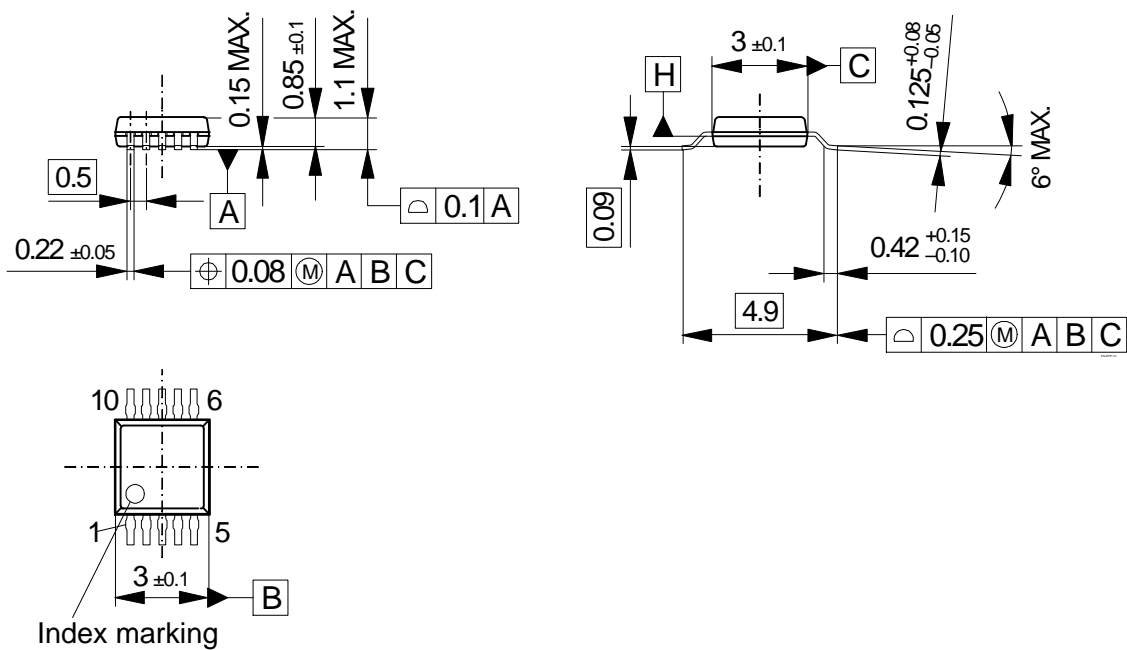 0.15 MAX.
0.85 ±0.1
1.1 MAX.
0.5
A
0.1 A
0.22 ±0.05
0.08 Ⓜ A B C
H
3 ±0.1
C
0.125 +0.08 −0.05
6° MAX.
0.09
0.42 +0.15 −0.10
4.9
0.25 Ⓜ A B C
10
6
1
5
3 ±0.1
B
Index marking